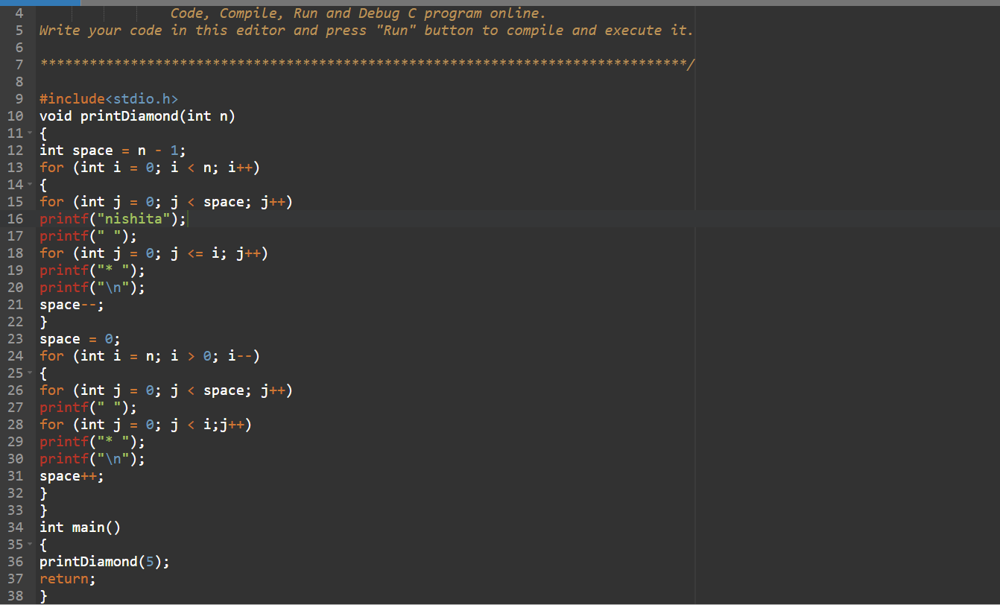 4 Code, Compile, Run and Debug C program online.
5 Write your code in this editor and press "Run" button to compile and execute it.
6
7 *******************************************************************************/
8
9 #include<stdio.h>
10 void printDiamond(int n)
11 {
12 int space = n - 1;
13 for (int i = 0; i < n; i++)
14 {
15 for (int j = 0; j < space; j++)
16 printf("nishita");
17 printf(" ");
18 for (int j = 0; j <= i; j++)
19 printf("* ");
20 printf("\n");
21 space--;
22 }
23 space = 0;
24 for (int i = n; i > 0; i--)
25 {
26 for (int j = 0; j < space; j++)
27 printf(" ");
28 for (int j = 0; j < i;j++)
29 printf("* ");
30 printf("\n");
31 space++;
32 }
33 }
34 int main()
35 {
36 printDiamond(5);
37 return;
38 }